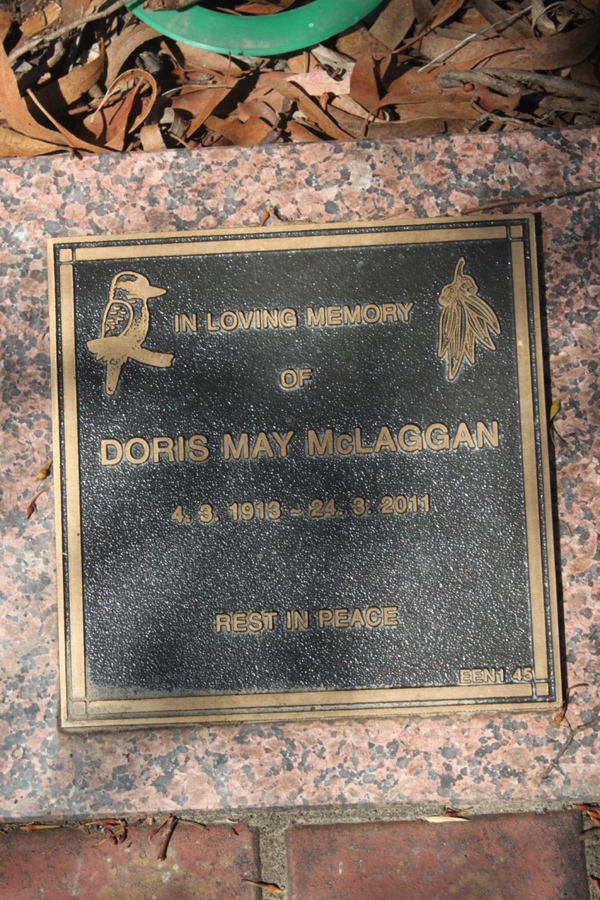 IN LOVING MEMORY
OF
DORIS MAY McLAGGAN
4. 3. 1913 - 24. 3. 2011
REST IN PEACE
BEN1 45